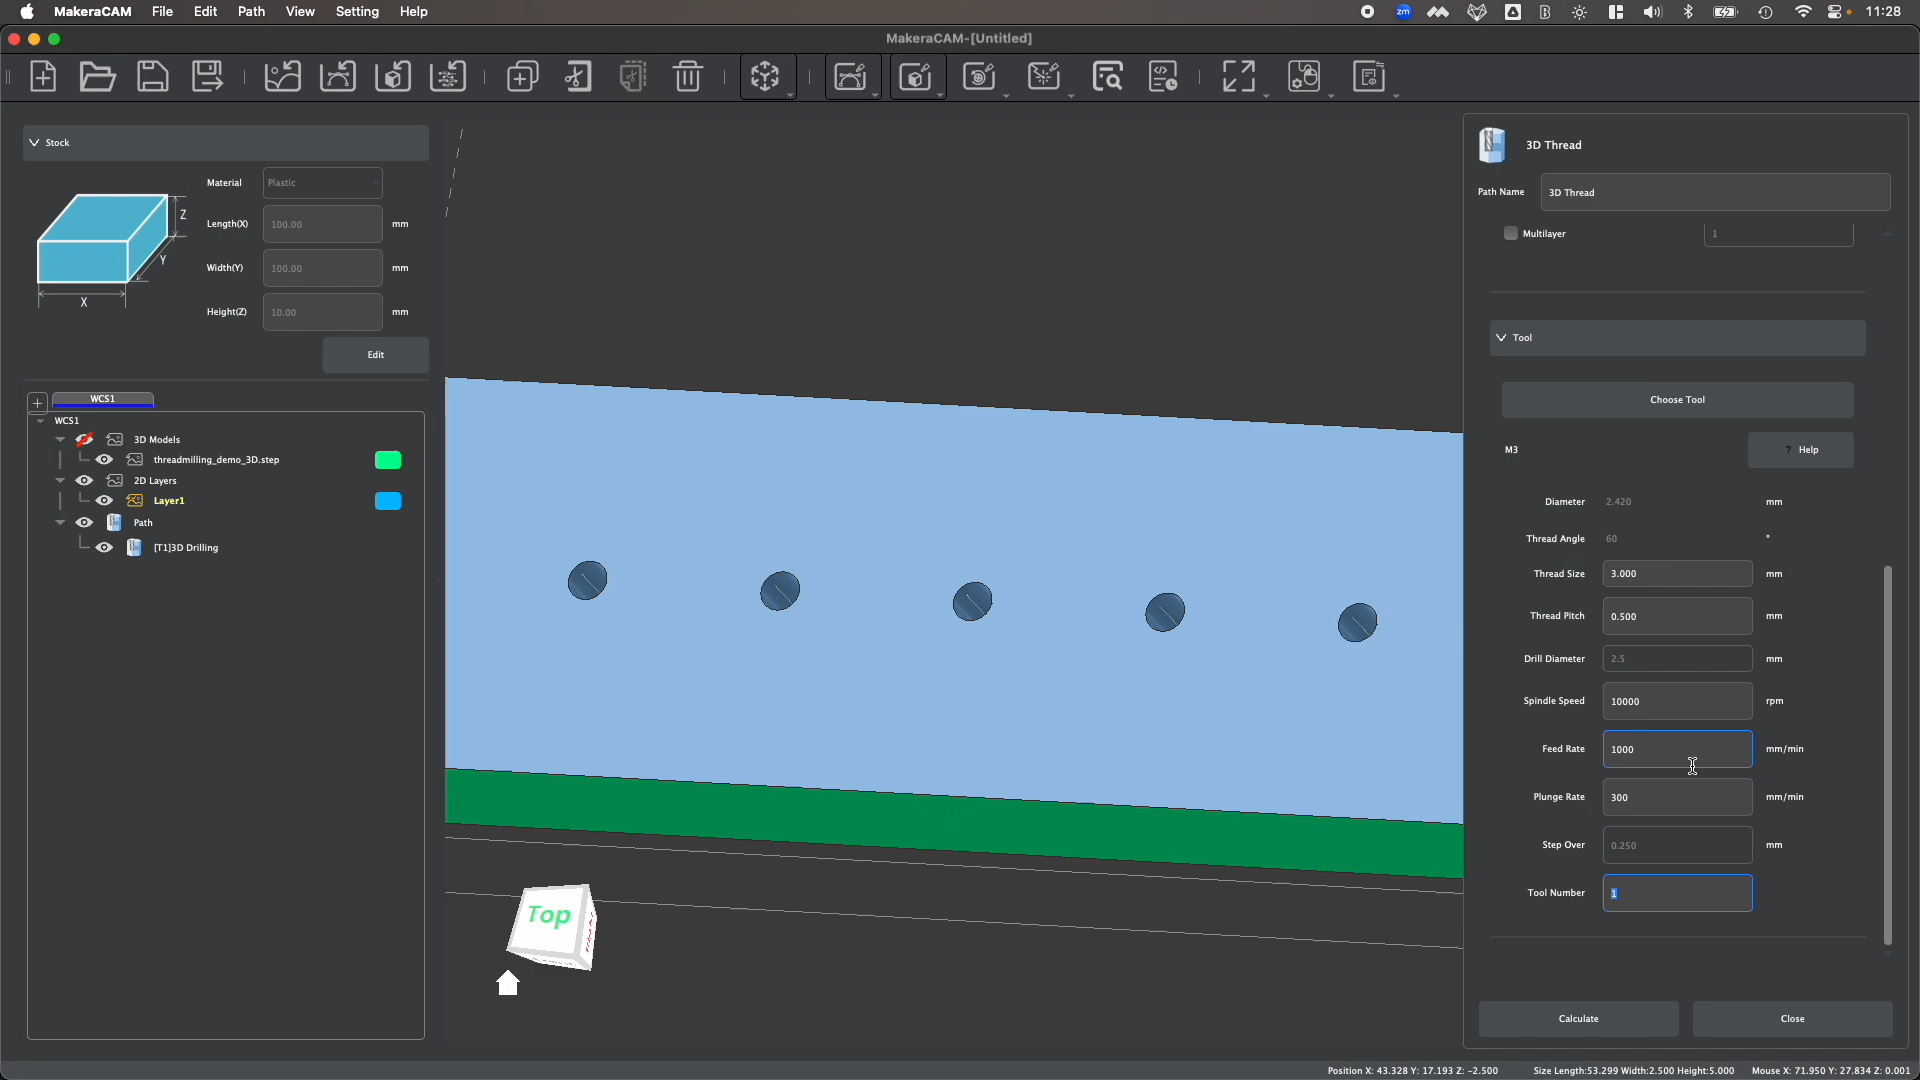 MakeraCAM File Edit Path View Setting Help
zm
11:28
MakeraCAM-[Untitled]
Stock
Material Plastic
Length(X) 100.00 mm
Width(Y) 100.00 mm
Height(Z) 10.00 mm
Z
Y
X
Edit
+ WCS1
WCS1
3D Models
threadmilling_demo_3D.step
2D Layers
Layer1
Path
[T1]3D Drilling
Top
3D Thread
Path Name 3D Thread
Multilayer 1
Tool
Choose Tool
M3 ? Help
Diameter 2.420 mm
Thread Angle 60 °
Thread Size 3.000 mm
Thread Pitch 0.500 mm
Drill Diameter 2.5 mm
Spindle Speed 10000 rpm
Feed Rate 1000 mm/min
Plunge Rate 300 mm/min
Step Over 0.250 mm
Tool Number 1
Calculate Close
Position X: 43.328 Y: 17.193 Z: -2.500 Size Length:53.299 Width:2.500 Height:5.000 Mouse X: 71.950 Y: 27.834 Z: 0.001